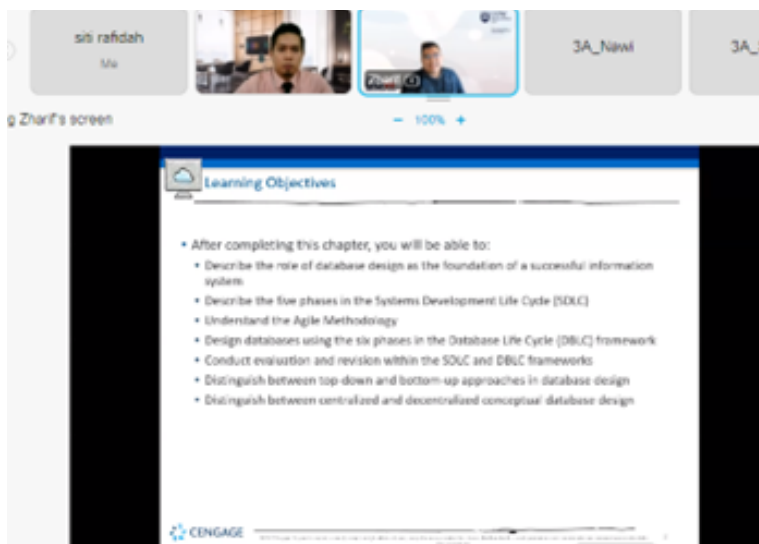 siti rafidah
Me
Zharif
3A_Nawi
3A_
g Zharif's screen
100%
Learning Objectives
• After completing this chapter, you will be able to:
• Describe the role of database design as the foundation of a successful information
system
• Describe the five phases in the Systems Development Life Cycle (SDLC)
• Understand the Agile Methodology
• Design databases using the six phases in the Database Life Cycle (DBLC) framework
• Conduct evaluation and revision within the SDLC and DBLC frameworks
• Distinguish between top-down and bottom-up approaches in database design
• Distinguish between centralized and decentralized conceptual database design
CENGAGE